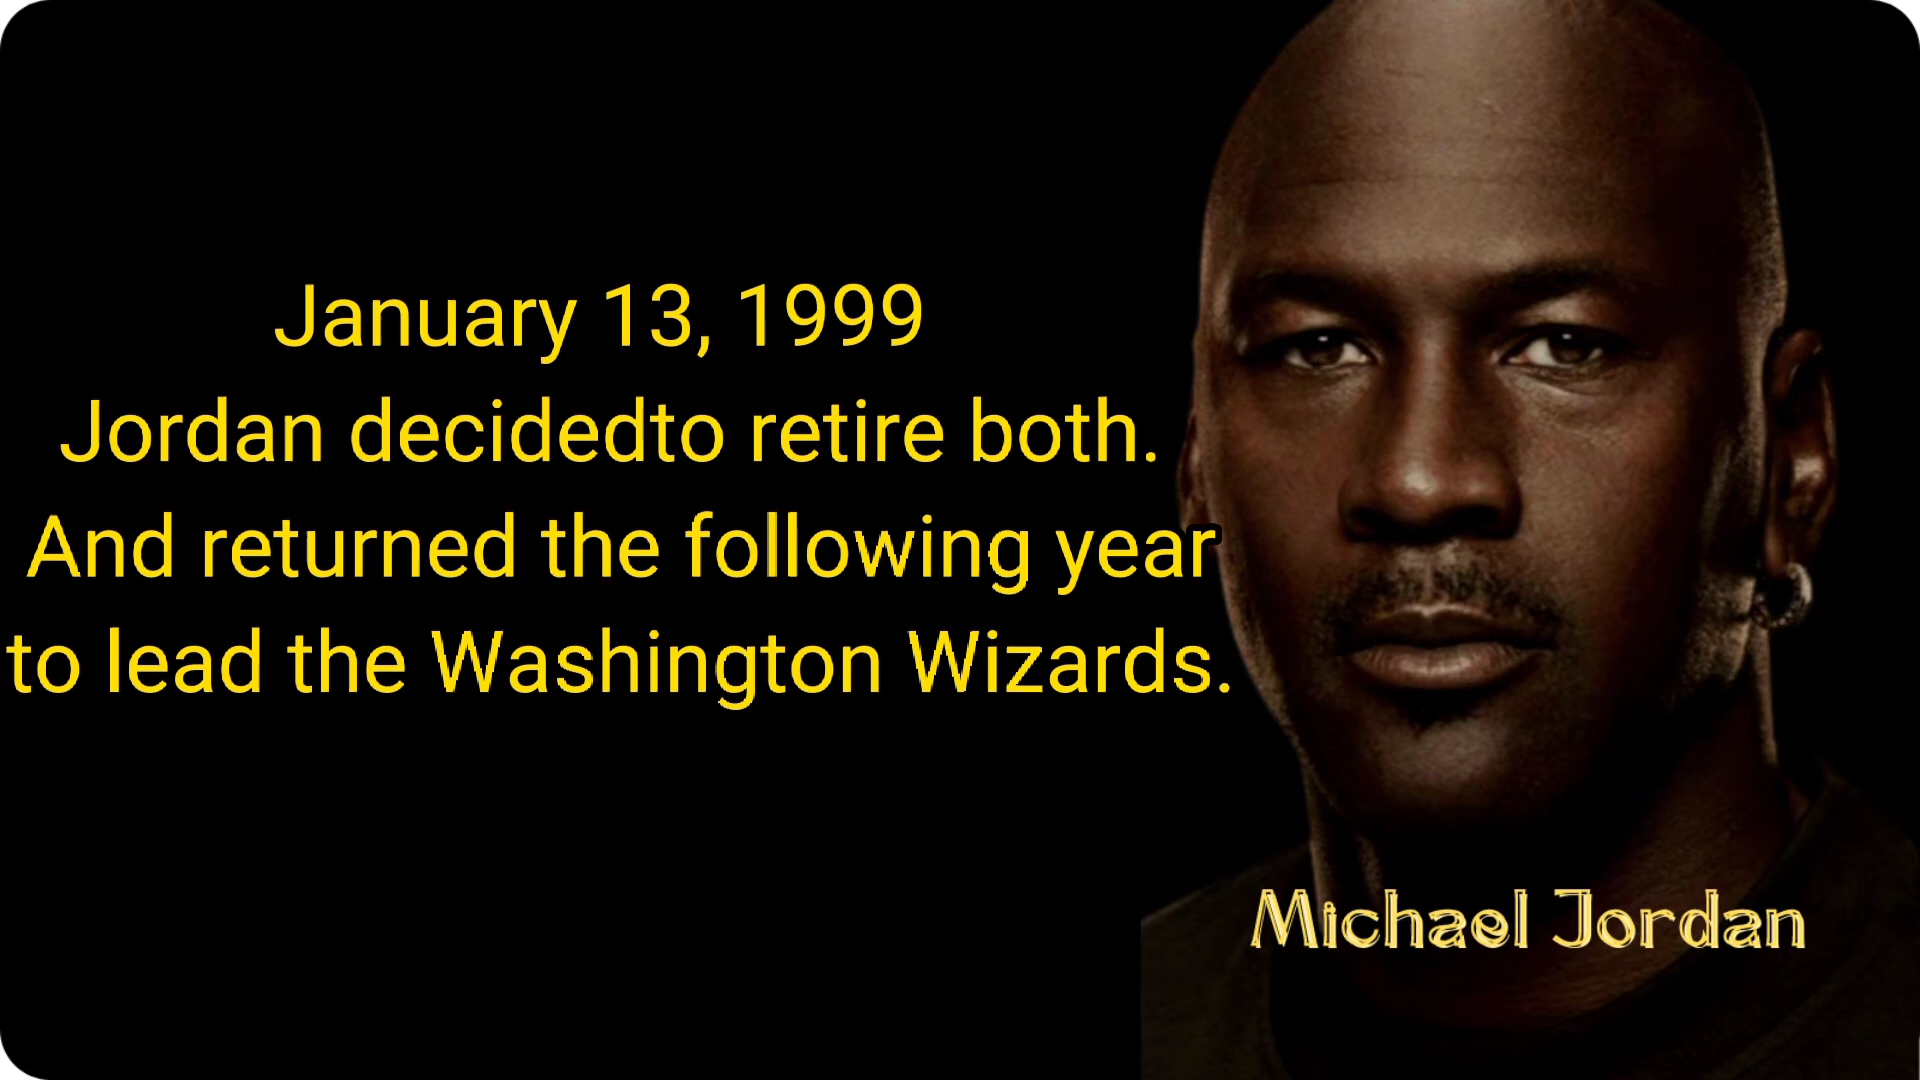 January 13, 1999
Jordan decidedto retire both.
And returned the following year
to lead the Washington Wizards.
Michael Jordan